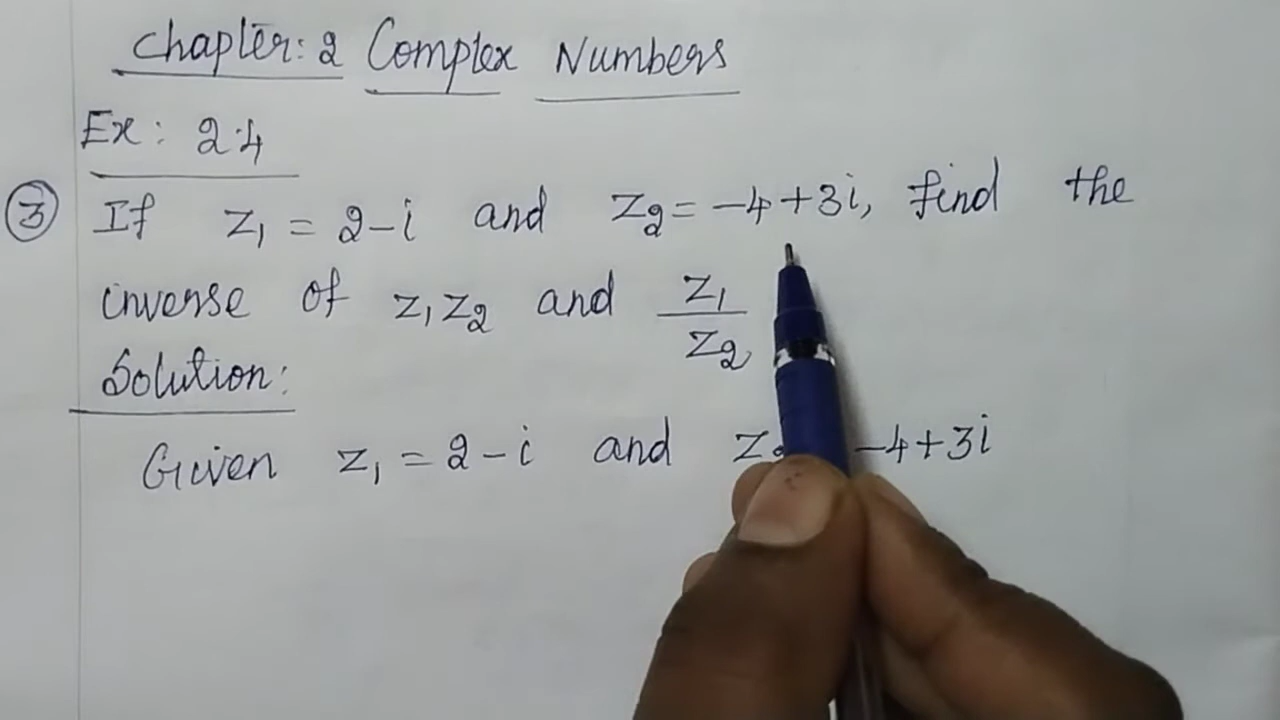 Chapter: 2 Complex Numbers
Ex: 2.4
③ If z₁ = 2-i and z₂ = -4+3i, find the
inverse of z₁z₂ and z₁/z₂
Solution:
Given z₁ = 2-i and z -4+3i